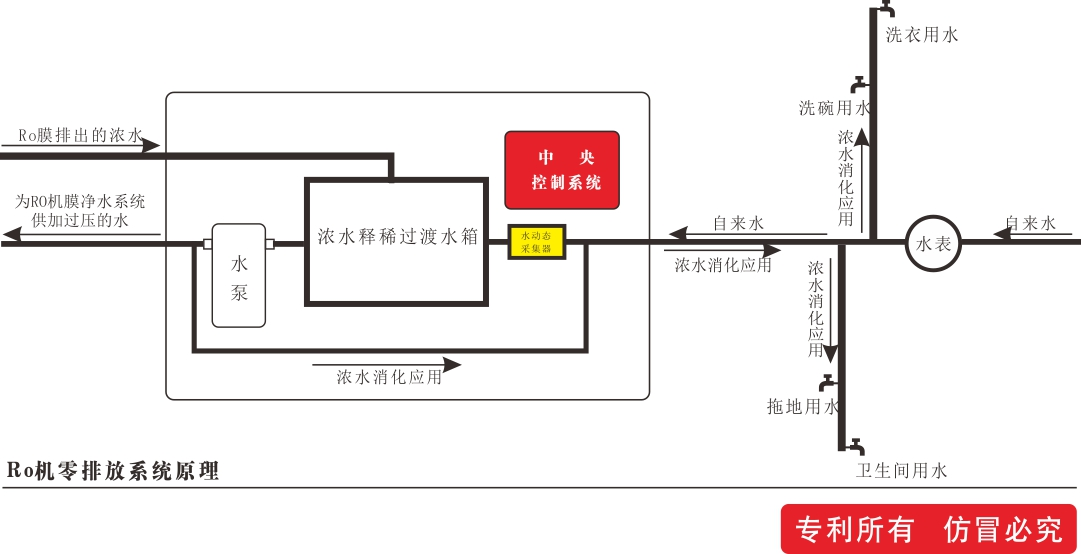 洗衣用水
洗碗用水
浓水消化应用
Ro膜排出的浓水
中 央
控制系统
为RO机膜净水系统
供加过压的水
浓水释稀过渡水箱
水动态
采集器
自来水
自来水
水表
水
泵
浓水消化应用
浓水消化应用
浓水消化应用
拖地用水
卫生间用水
Ro机零排放系统原理
专利所有 仿冒必究